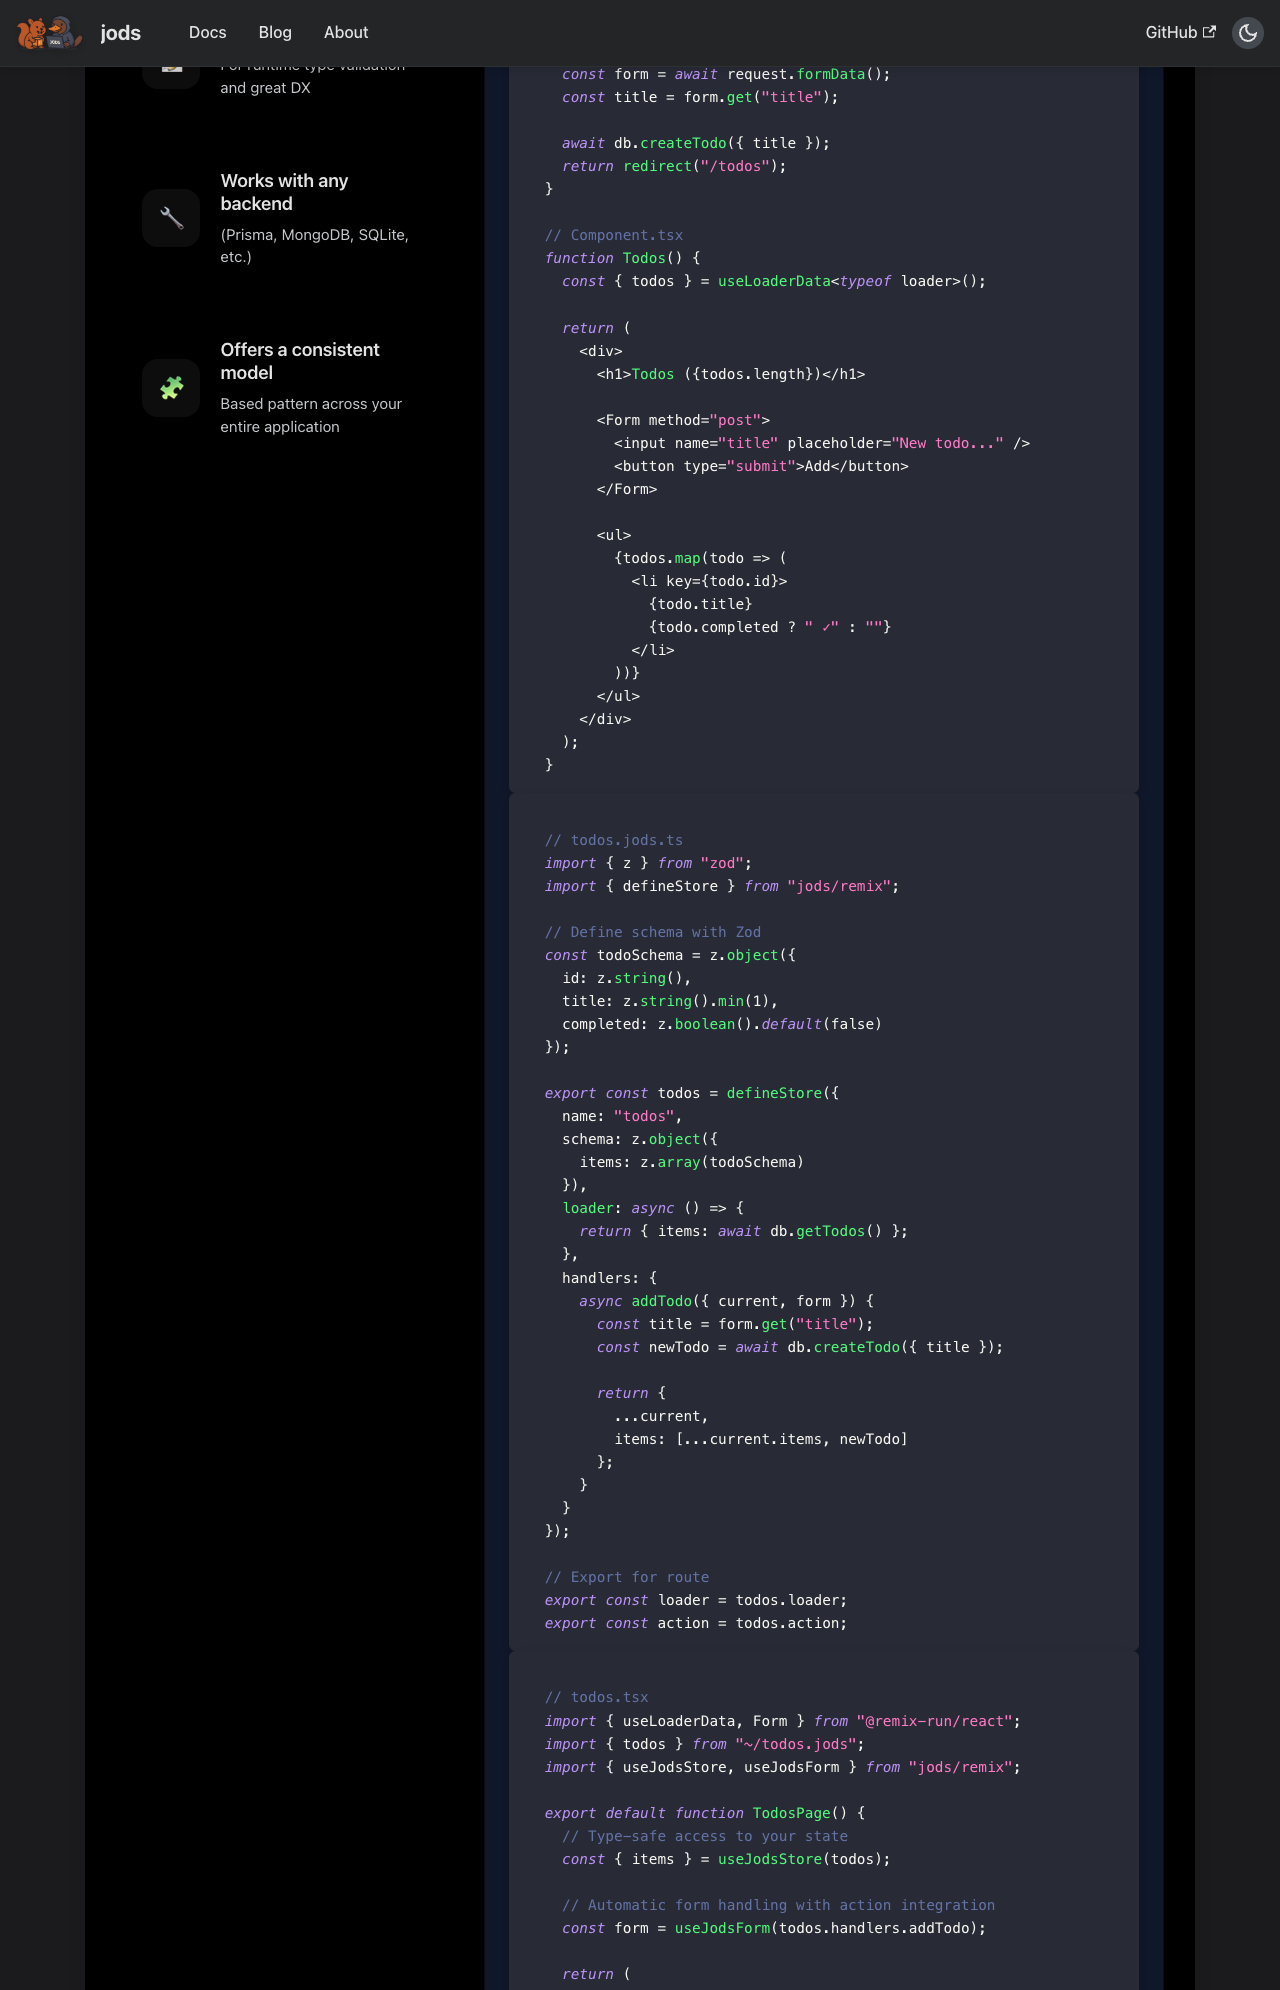 jods
Docs
Blog
About
GitHub
For runtime type validation
and great DX
Works with any
backend
(Prisma, MongoDB, SQLite,
etc.)
Offers a consistent
model
Based pattern across your
entire application
const form = await request.formData();
const title = form.get("title");
await db.createTodo({ title });
return redirect("/todos");
}
// Component.tsx
function Todos() {
const { todos } = useLoaderData<typeof loader>();
return (
<div>
<h1>Todos ({todos.length})</h1>
<Form method="post">
<input name="title" placeholder="New todo..." />
<button type="submit">Add</button>
</Form>
<ul>
{todos.map(todo => (
<li key={todo.id}>
{todo.title}
{todo.completed ? " ✓" : ""}
</li>
))}
</ul>
</div>
);
}
// todos.jods.ts
import { z } from "zod";
import { defineStore } from "jods/remix";
// Define schema with Zod
const todoSchema = z.object({
id: z.string(),
title: z.string().min(1),
completed: z.boolean().default(false)
});
export const todos = defineStore({
name: "todos",
schema: z.object({
items: z.array(todoSchema)
}),
loader: async () => {
return { items: await db.getTodos() };
},
handlers: {
async addTodo({ current, form }) {
const title = form.get("title");
const newTodo = await db.createTodo({ title });
return {
...current,
items: [...current.items, newTodo]
};
}
}
});
// Export for route
export const loader = todos.loader;
export const action = todos.action;
// todos.tsx
import { useLoaderData, Form } from "@remix-run/react";
import { todos } from "~/todos.jods";
import { useJodsStore, useJodsForm } from "jods/remix";
export default function TodosPage() {
// Type-safe access to your state
const { items } = useJodsStore(todos);
// Automatic form handling with action integration
const form = useJodsForm(todos.handlers.addTodo);
return (